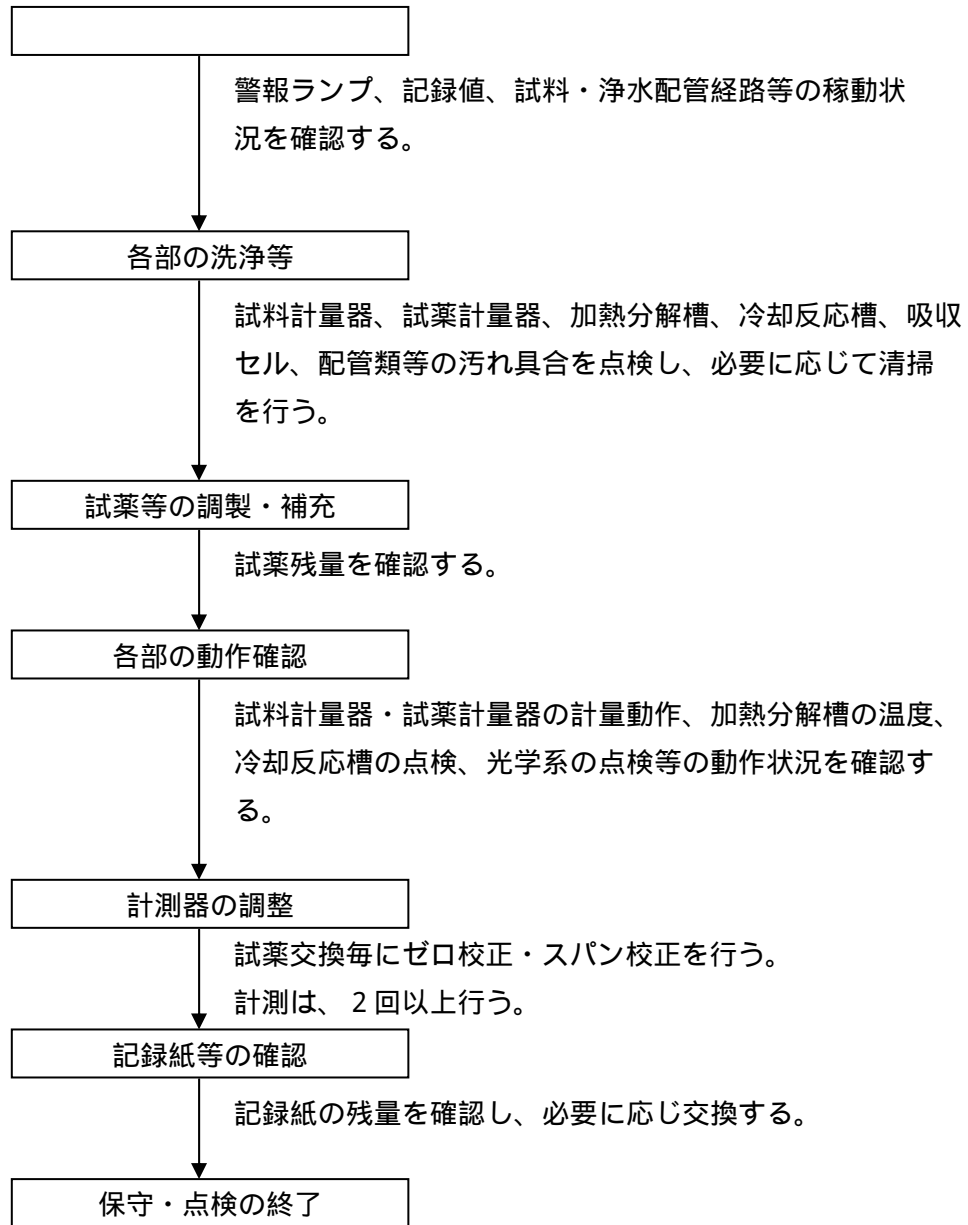 警報ランプ、記録値、試料・浄水配管経路等の稼動状
況を確認する。
各部の洗浄等
試料計量器、試薬計量器、加熱分解槽、冷却反応槽、吸収
セル、配管類等の汚れ具合を点検し、必要に応じて清掃
を行う。
試薬等の調製・補充
試薬残量を確認する。
各部の動作確認
試料計量器・試薬計量器の計量動作、加熱分解槽の温度、
冷却反応槽の点検、光学系の点検等の動作状況を確認す
る。
計測器の調整
試薬交換毎にゼロ校正・スパン校正を行う。
計測は、2回以上行う。
記録紙等の確認
記録紙の残量を確認し、必要に応じ交換する。
保守・点検の終了